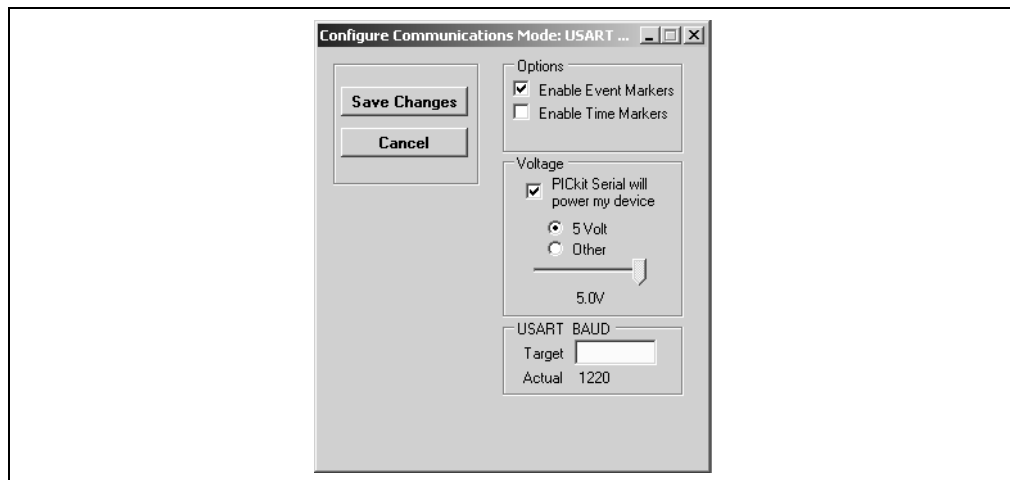 Configure Communications Mode: USART ...
Save Changes
Cancel
Options
Enable Event Markers
Enable Time Markers
Voltage
PICkit Serial will
power my device
5 Volt
Other
5.0V
USART BAUD
Target
Actual 1220